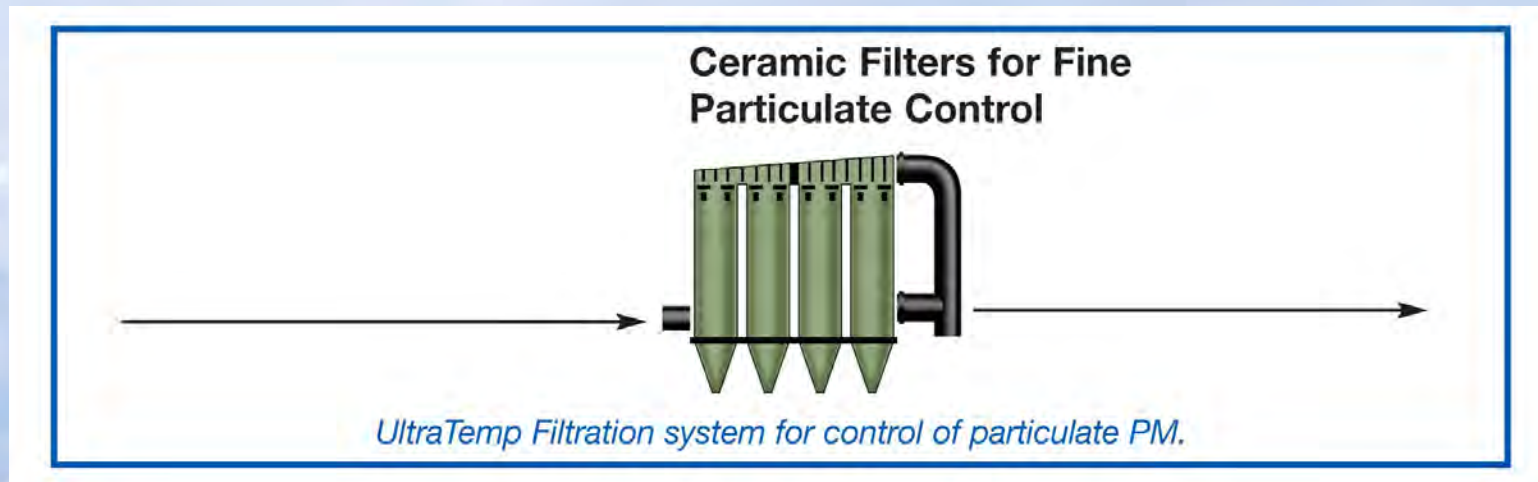 Ceramic Filters for Fine
Particulate Control
UltraTemp Filtration system for control of particulate PM.